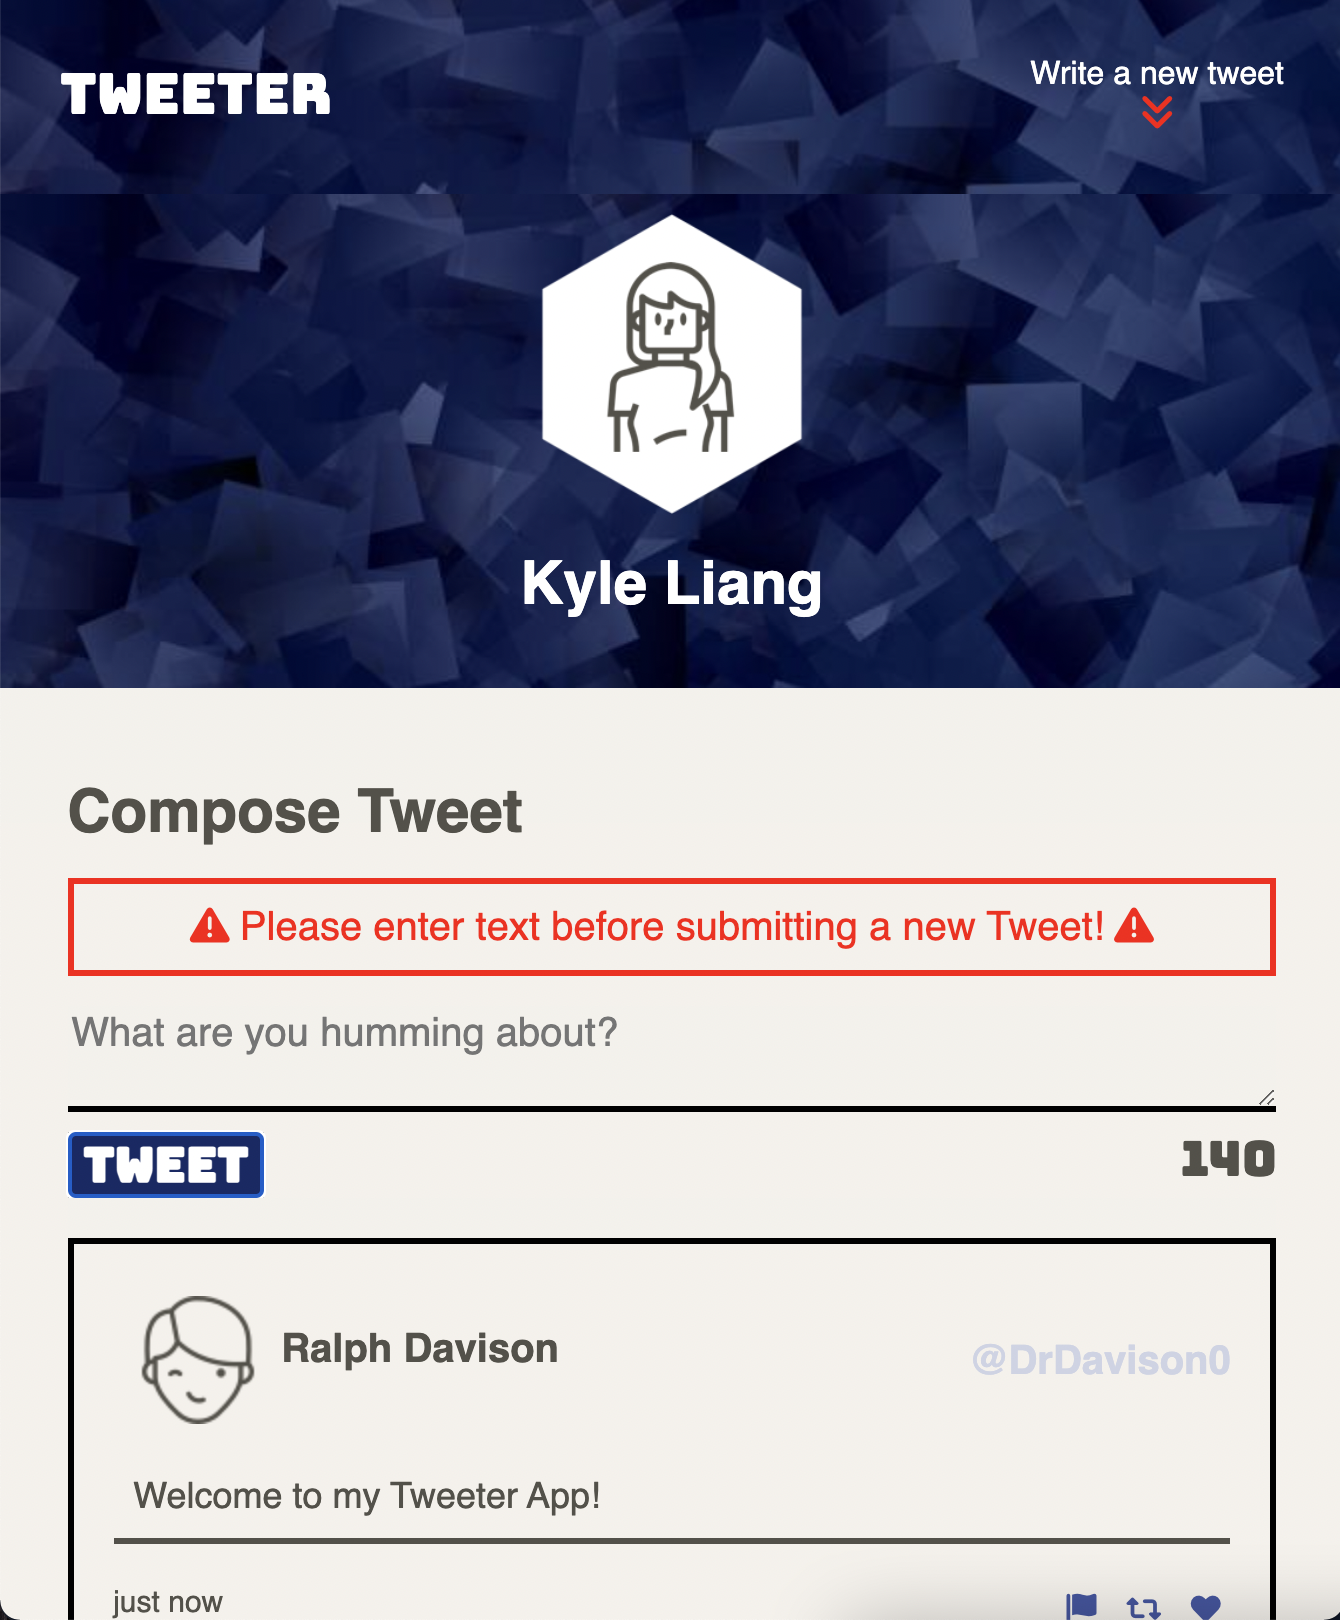 TWEETER
Write a new tweet
Kyle Liang
Compose Tweet
Please enter text before submitting a new Tweet!
What are you humming about?
TWEET
140
Ralph Davison
@DrDavison0
Welcome to my Tweeter App!
just now